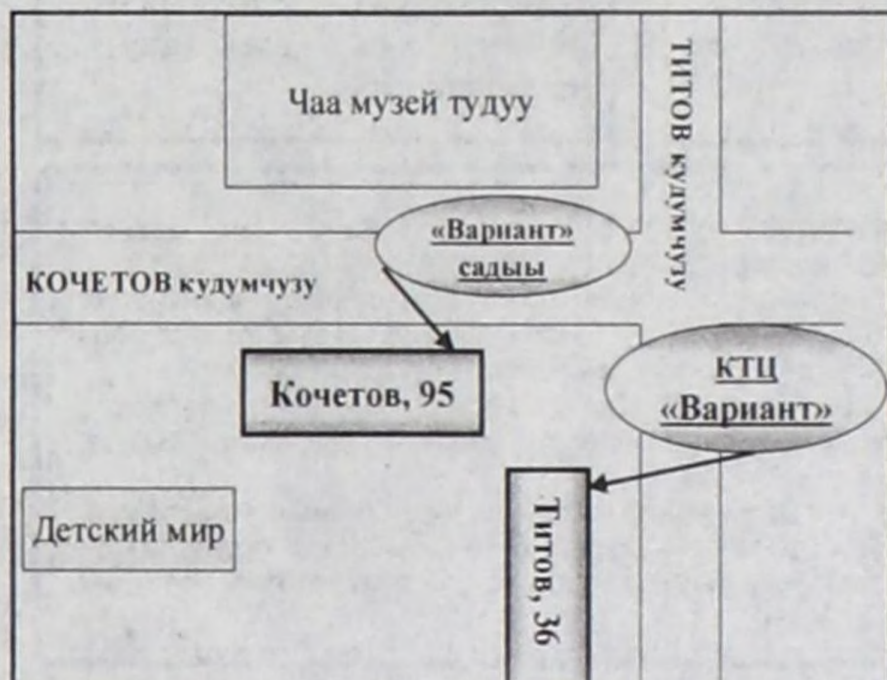 Чаа музей тудуу
ТИТОВ кудумчузу
«Вариант»
садыы
КОЧЕТОВ кудумчузу
КТЦ
«Вариант»
Кочетов, 95
Титов, 36
Детский мир